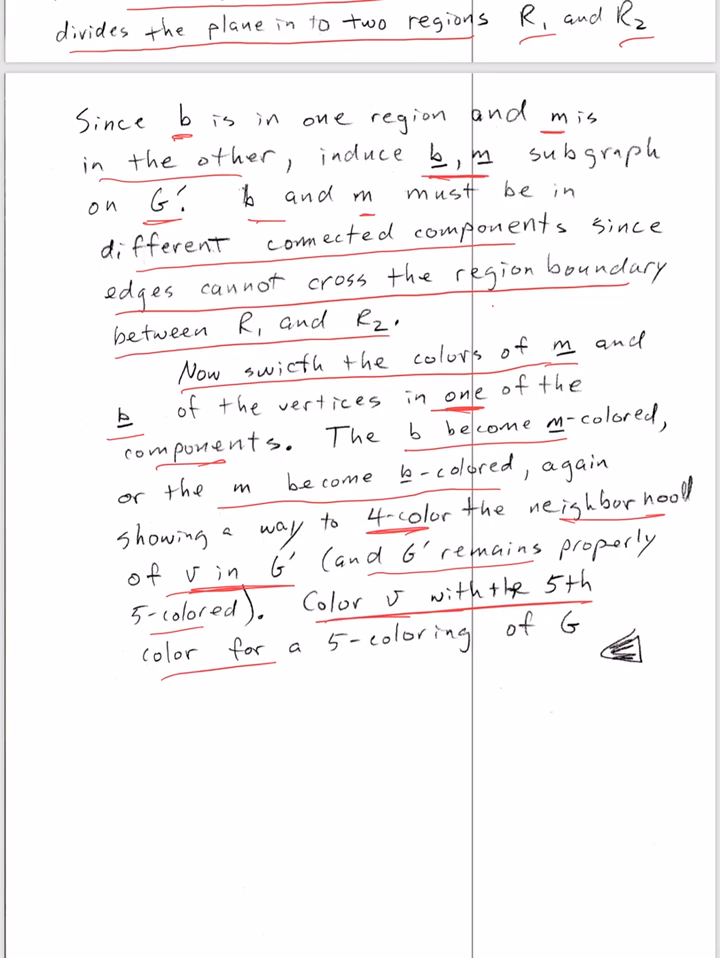 divides the plane in to two regions R₁ and R₂
Since b is in one region and m is
in the other, induce b, m subgraph
on G'. b and m must be in
different connected components since
edges cannot cross the region boundary
between R₁ and R₂.
Now swicth the colors of m and
b of the vertices in one of the
components. The b become m-colored,
or the m become b-colored, again
showing a way to 4-color the neighborhood
of v in G' (and G' remains properly
5-colored). Color v with the 5th
color for a 5-coloring of G